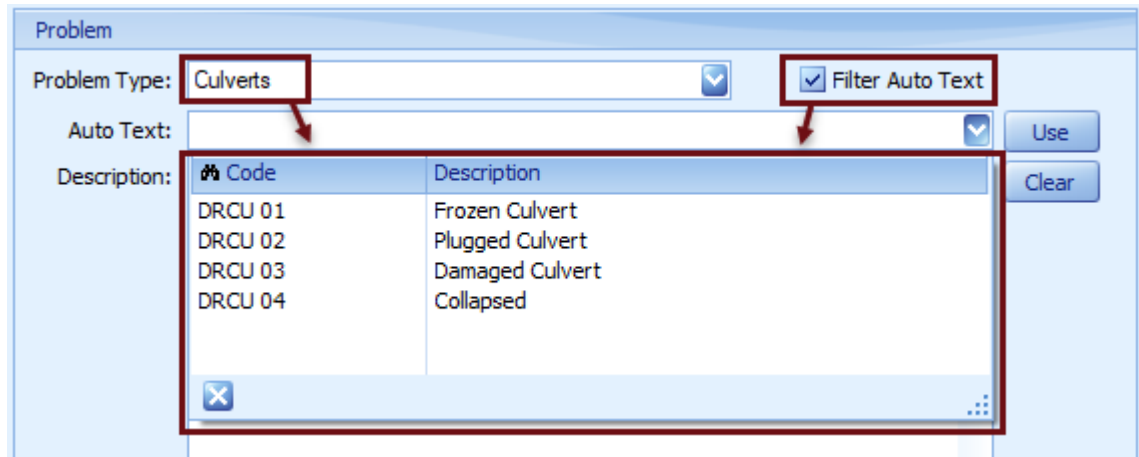 Problem
Problem Type: Culverts Filter Auto Text
Auto Text: Use
Description: Code Description Clear
DRCU 01 Frozen Culvert
DRCU 02 Plugged Culvert
DRCU 03 Damaged Culvert
DRCU 04 Collapsed